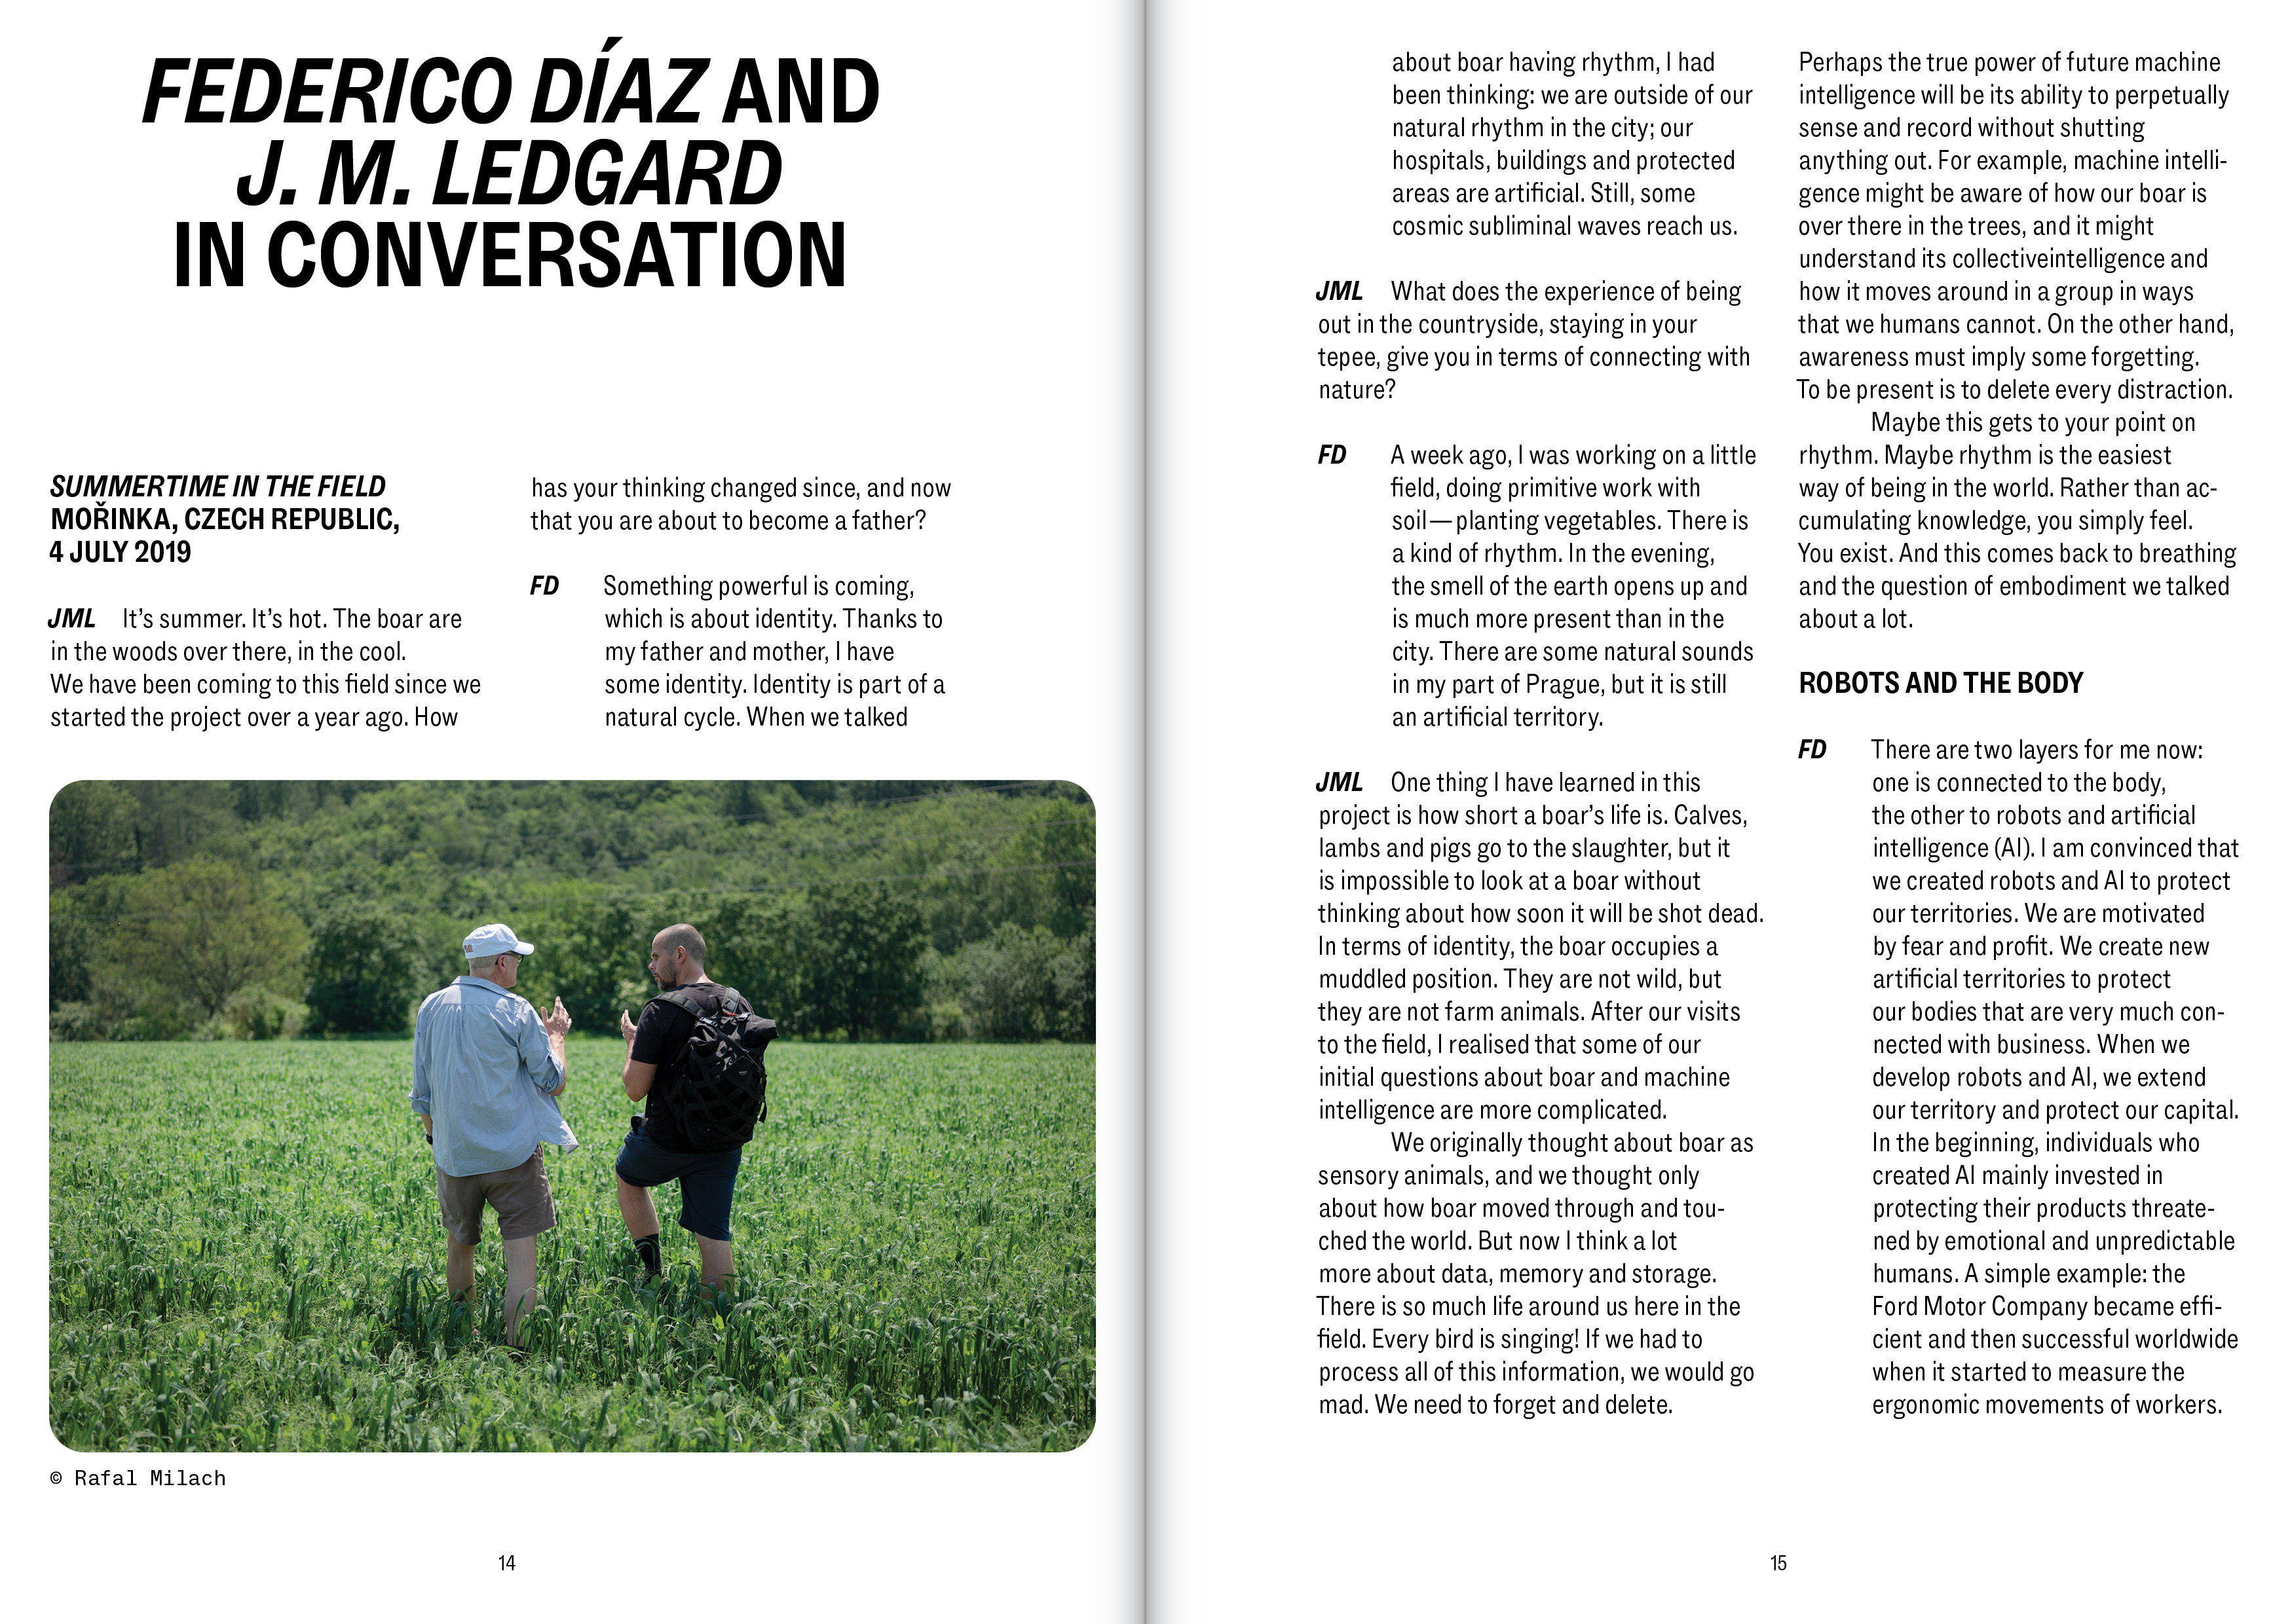 FEDERICO DÍAZ AND
J. M. LEDGARD
IN CONVERSATION
SUMMERTIME IN THE FIELD
MOŘINKA, CZECH REPUBLIC,
4 JULY 2019
JML It’s summer. It’s hot. The boar are
in the woods over there, in the cool.
We have been coming to this field since we
started the project over a year ago. How
has your thinking changed since, and now
that you are about to become a father?
FD Something powerful is coming,
which is about identity. Thanks to
my father and mother, I have
some identity. Identity is part of a
natural cycle. When we talked
© Rafal Milach
14
about boar having rhythm, I had
been thinking: we are outside of our
natural rhythm in the city; our
hospitals, buildings and protected
areas are artificial. Still, some
cosmic subliminal waves reach us.
JML What does the experience of being
out in the countryside, staying in your
tepee, give you in terms of connecting with
nature?
FD A week ago, I was working on a little
field, doing primitive work with
soil — planting vegetables. There is
a kind of rhythm. In the evening,
the smell of the earth opens up and
is much more present than in the
city. There are some natural sounds
in my part of Prague, but it is still
an artificial territory.
JML One thing I have learned in this
project is how short a boar’s life is. Calves,
lambs and pigs go to the slaughter, but it
is impossible to look at a boar without
thinking about how soon it will be shot dead.
In terms of identity, the boar occupies a
muddled position. They are not wild, but
they are not farm animals. After our visits
to the field, I realised that some of our
initial questions about boar and machine
intelligence are more complicated.
We originally thought about boar as
sensory animals, and we thought only
about how boar moved through and tou-
ched the world. But now I think a lot
more about data, memory and storage.
There is so much life around us here in the
field. Every bird is singing! If we had to
process all of this information, we would go
mad. We need to forget and delete.
Perhaps the true power of future machine
intelligence will be its ability to perpetually
sense and record without shutting
anything out. For example, machine intelli-
gence might be aware of how our boar is
over there in the trees, and it might
understand its collectiveintelligence and
how it moves around in a group in ways
that we humans cannot. On the other hand,
awareness must imply some forgetting.
To be present is to delete every distraction.
Maybe this gets to your point on
rhythm. Maybe rhythm is the easiest
way of being in the world. Rather than ac-
cumulating knowledge, you simply feel.
You exist. And this comes back to breathing
and the question of embodiment we talked
about a lot.
ROBOTS AND THE BODY
FD There are two layers for me now:
one is connected to the body,
the other to robots and artificial
intelligence (AI). I am convinced that
we created robots and AI to protect
our territories. We are motivated
by fear and profit. We create new
artificial territories to protect
our bodies that are very much con-
nected with business. When we
develop robots and AI, we extend
our territory and protect our capital.
In the beginning, individuals who
created AI mainly invested in
protecting their products threate-
ned by emotional and unpredictable
humans. A simple example: the
Ford Motor Company became effi-
cient and then successful worldwide
when it started to measure the
ergonomic movements of workers.
15